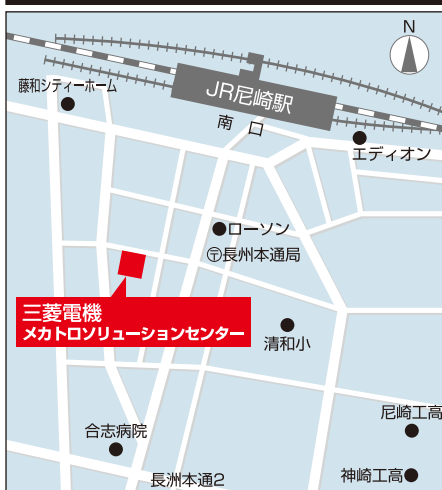 N
藤和シティーホーム
JR尼崎駅
南口
エディオン
ローソン
〒長州本通局
三菱電機
メカトロソリューションセンター
清和小
尼崎工高
合志病院
神崎工高
長洲本通2